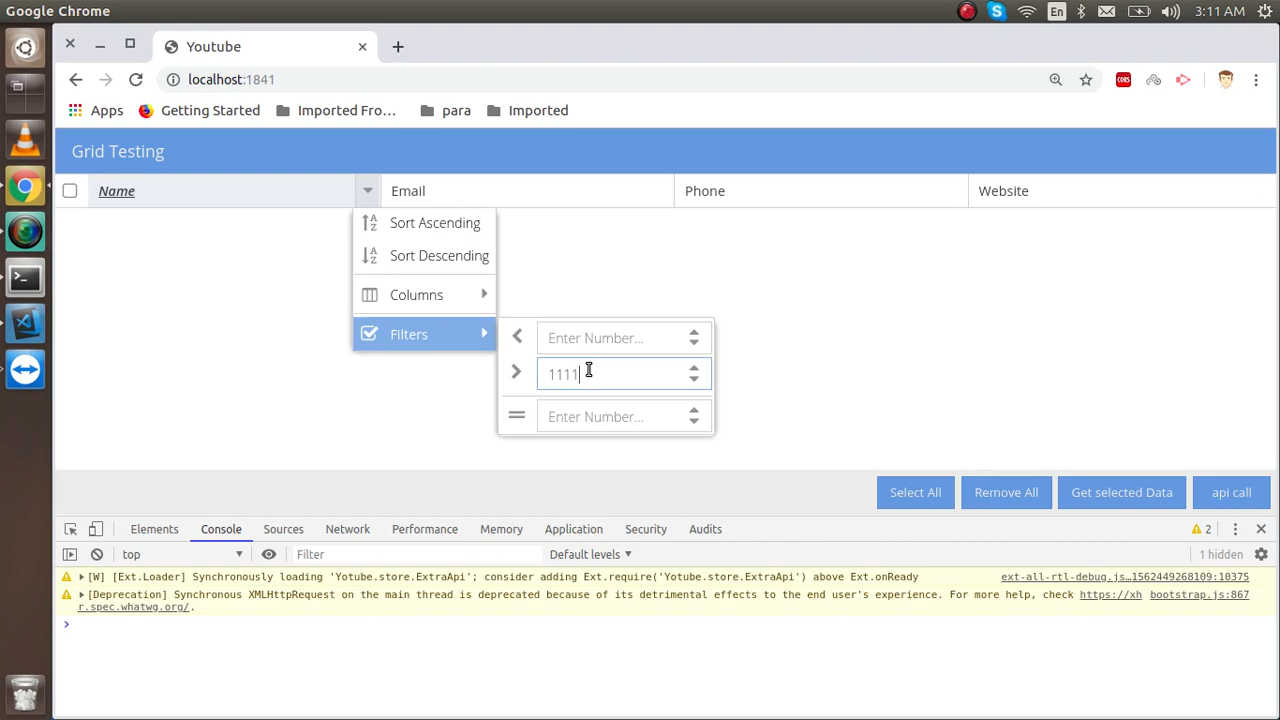 Google Chrome
En
3:11 AM
Youtube
localhost:1841
CORS
Apps
Getting Started
Imported Fro...
para
Imported
Grid Testing
Name
Email
Phone
Website
Sort Ascending
Sort Descending
Columns
Filters
Enter Number...
1111
Enter Number...
Select All
Remove All
Get selected Data
api call
Elements
Console
Sources
Network
Performance
Memory
Application
Security
Audits
2
top
Filter
Default levels
1 hidden
[W] [Ext.Loader] Synchronously loading 'Yotube.store.ExtraApi'; consider adding Ext.require('Yotube.store.ExtraApi') above Ext.onReady
ext-all-rtl-debug.js…1562449268109:10375
[Deprecation] Synchronous XMLHttpRequest on the main thread is deprecated because of its detrimental effects to the end user's experience. For more help, check https://xh
bootstrap.js:867
r.spec.whatwg.org/.